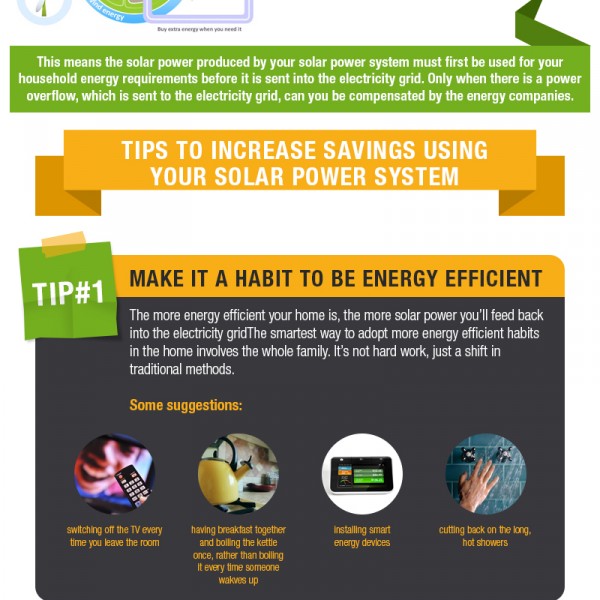 Wind energy
Buy extra energy when you need it
This means the solar power produced by your solar power system must first be used for your
household energy requirements before it is sent into the electricity grid. Only when there is a power
overflow, which is sent to the electricity grid, can you be compensated by the energy companies.
TIPS TO INCREASE SAVINGS USING
YOUR SOLAR POWER SYSTEM
TIP#1
MAKE IT A HABIT TO BE ENERGY EFFICIENT
The more energy efficient your home is, the more solar power you'll feed back
into the electricity gridThe smartest way to adopt more energy efficient habits
in the home involves the whole family. It's not hard work, just a shift in
traditional methods.
Some suggestions:
switching off the TV every
time you leave the room
having breakfast together
and boiling the kettle
once, rather than boiling
it every time someone
wakves up
installing smart
energy devices
cutting back on the long,
hot showers